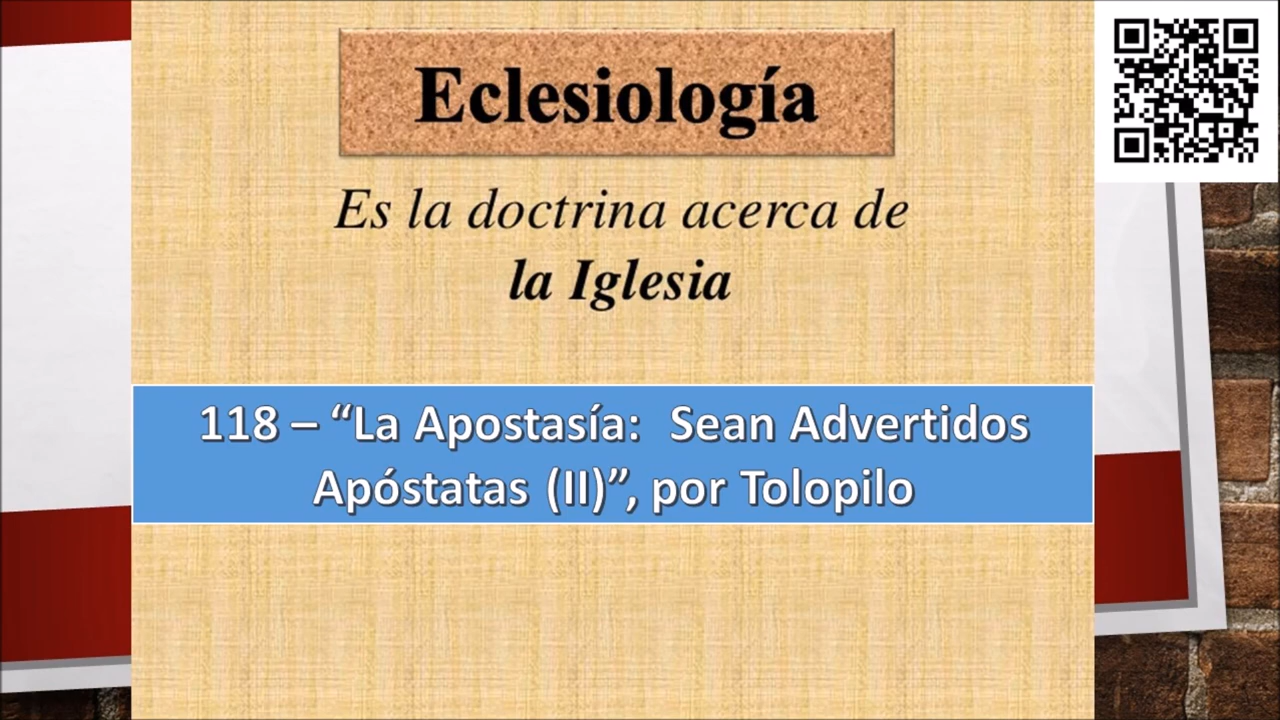 Eclesiología
Es la doctrina acerca de
la Iglesia
118 – “La Apostasía:  Sean Advertidos
Apóstatas (II)”, por Tolopilo